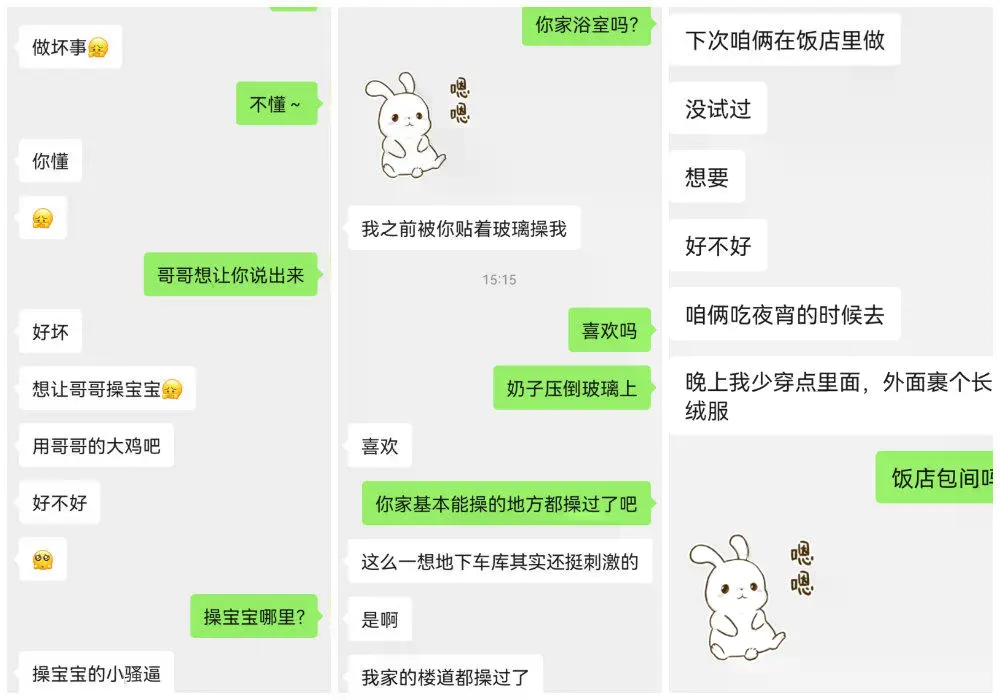 做坏事
不懂~
你懂
哥哥想让你说出来
好坏
想让哥哥操宝宝
用哥哥的大鸡吧
好不好
操宝宝哪里?
操宝宝的小骚逼
你家浴室吗?
嗯
嗯
我之前被你贴着玻璃操我
15:15
喜欢吗
奶子压倒玻璃上
喜欢
你家基本能操的地方都操过了吧
这么一想地下车库其实还挺刺激的
是啊
我家的楼道都操过了
下次咱俩在饭店里做
没试过
想要
好不好
咱俩吃夜宵的时候去
晚上我少穿点里面，外面裹个长
绒服
饭店包间吗
嗯
嗯